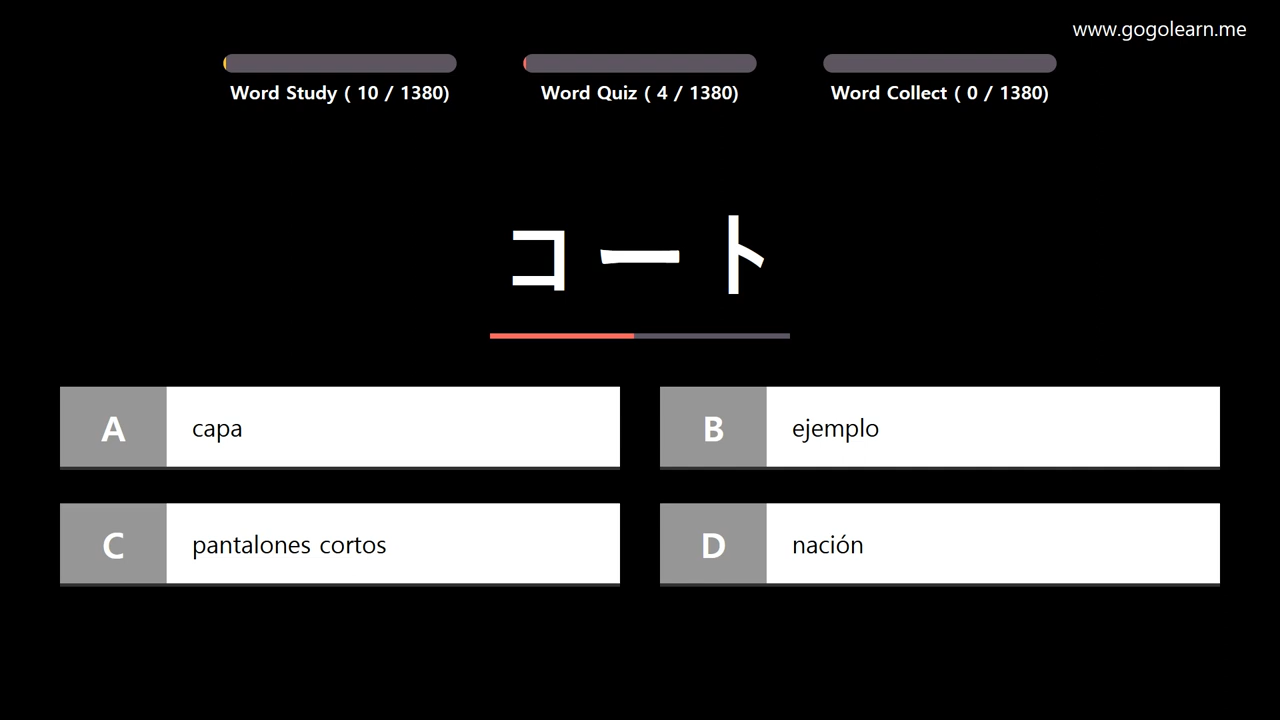 www.gogolearn.me
Word Study ( 10 / 1380)
Word Quiz ( 4 / 1380)
Word Collect ( 0 / 1380)
コート
A capa
B ejemplo
C pantalones cortos
D nación